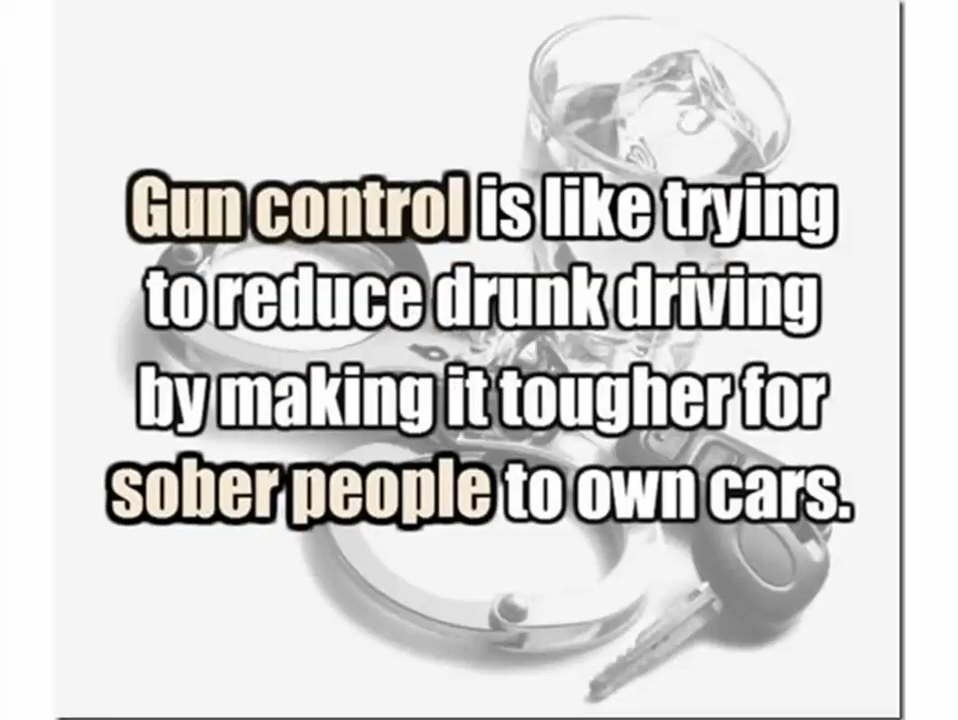 Gun control is like trying
to reduce drunk driving
by making it tougher for
sober people to own cars.